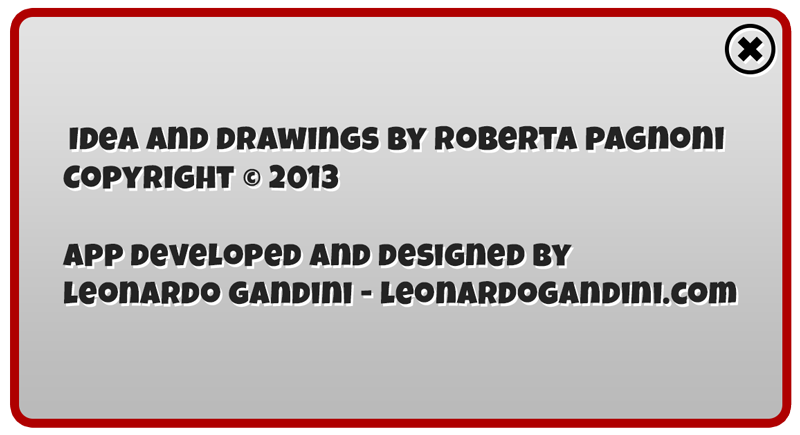 IDEA AND DRAWINGS BY ROBERTA PAGNONI
COPYRIGHT © 2013
APP DEVELOPED AND DESIGNED BY
LEONARDO GANDINI - LEONARDOGANDINI.COM